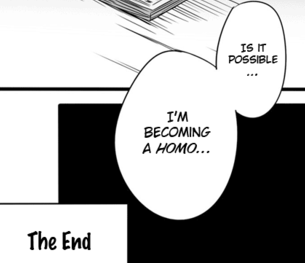 IS IT
POSSIBLE
...
I'M
BECOMING
A HOMO...
The End